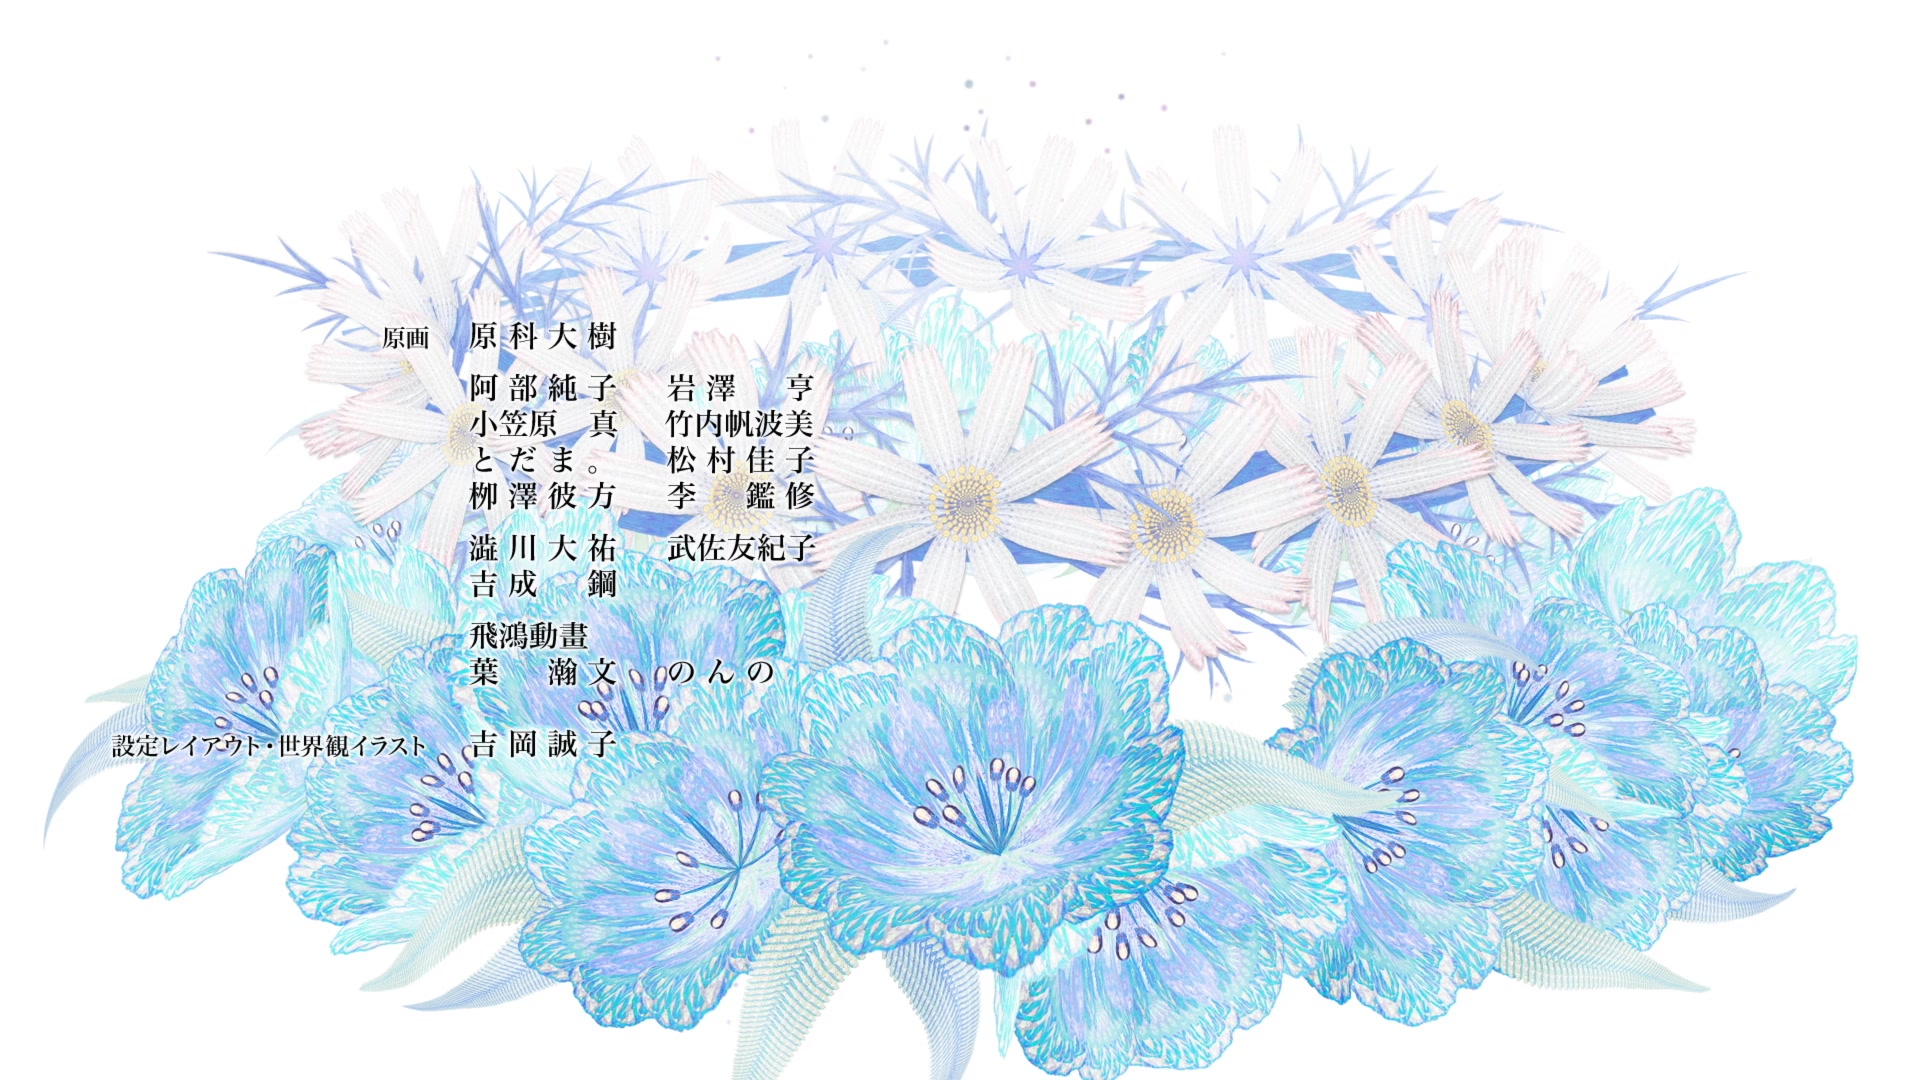 原画 原科大樹
阿部純子 岩澤 亨
小笠原 真 竹内帆波美
とだま。 松村佳子
栁澤彼方 李 鑑修
澁川大祐 武佐友紀子
吉成 鋼
飛鴻動畫
葉 瀚文 のんの
設定レイアウト・世界観イラスト 吉岡誠子